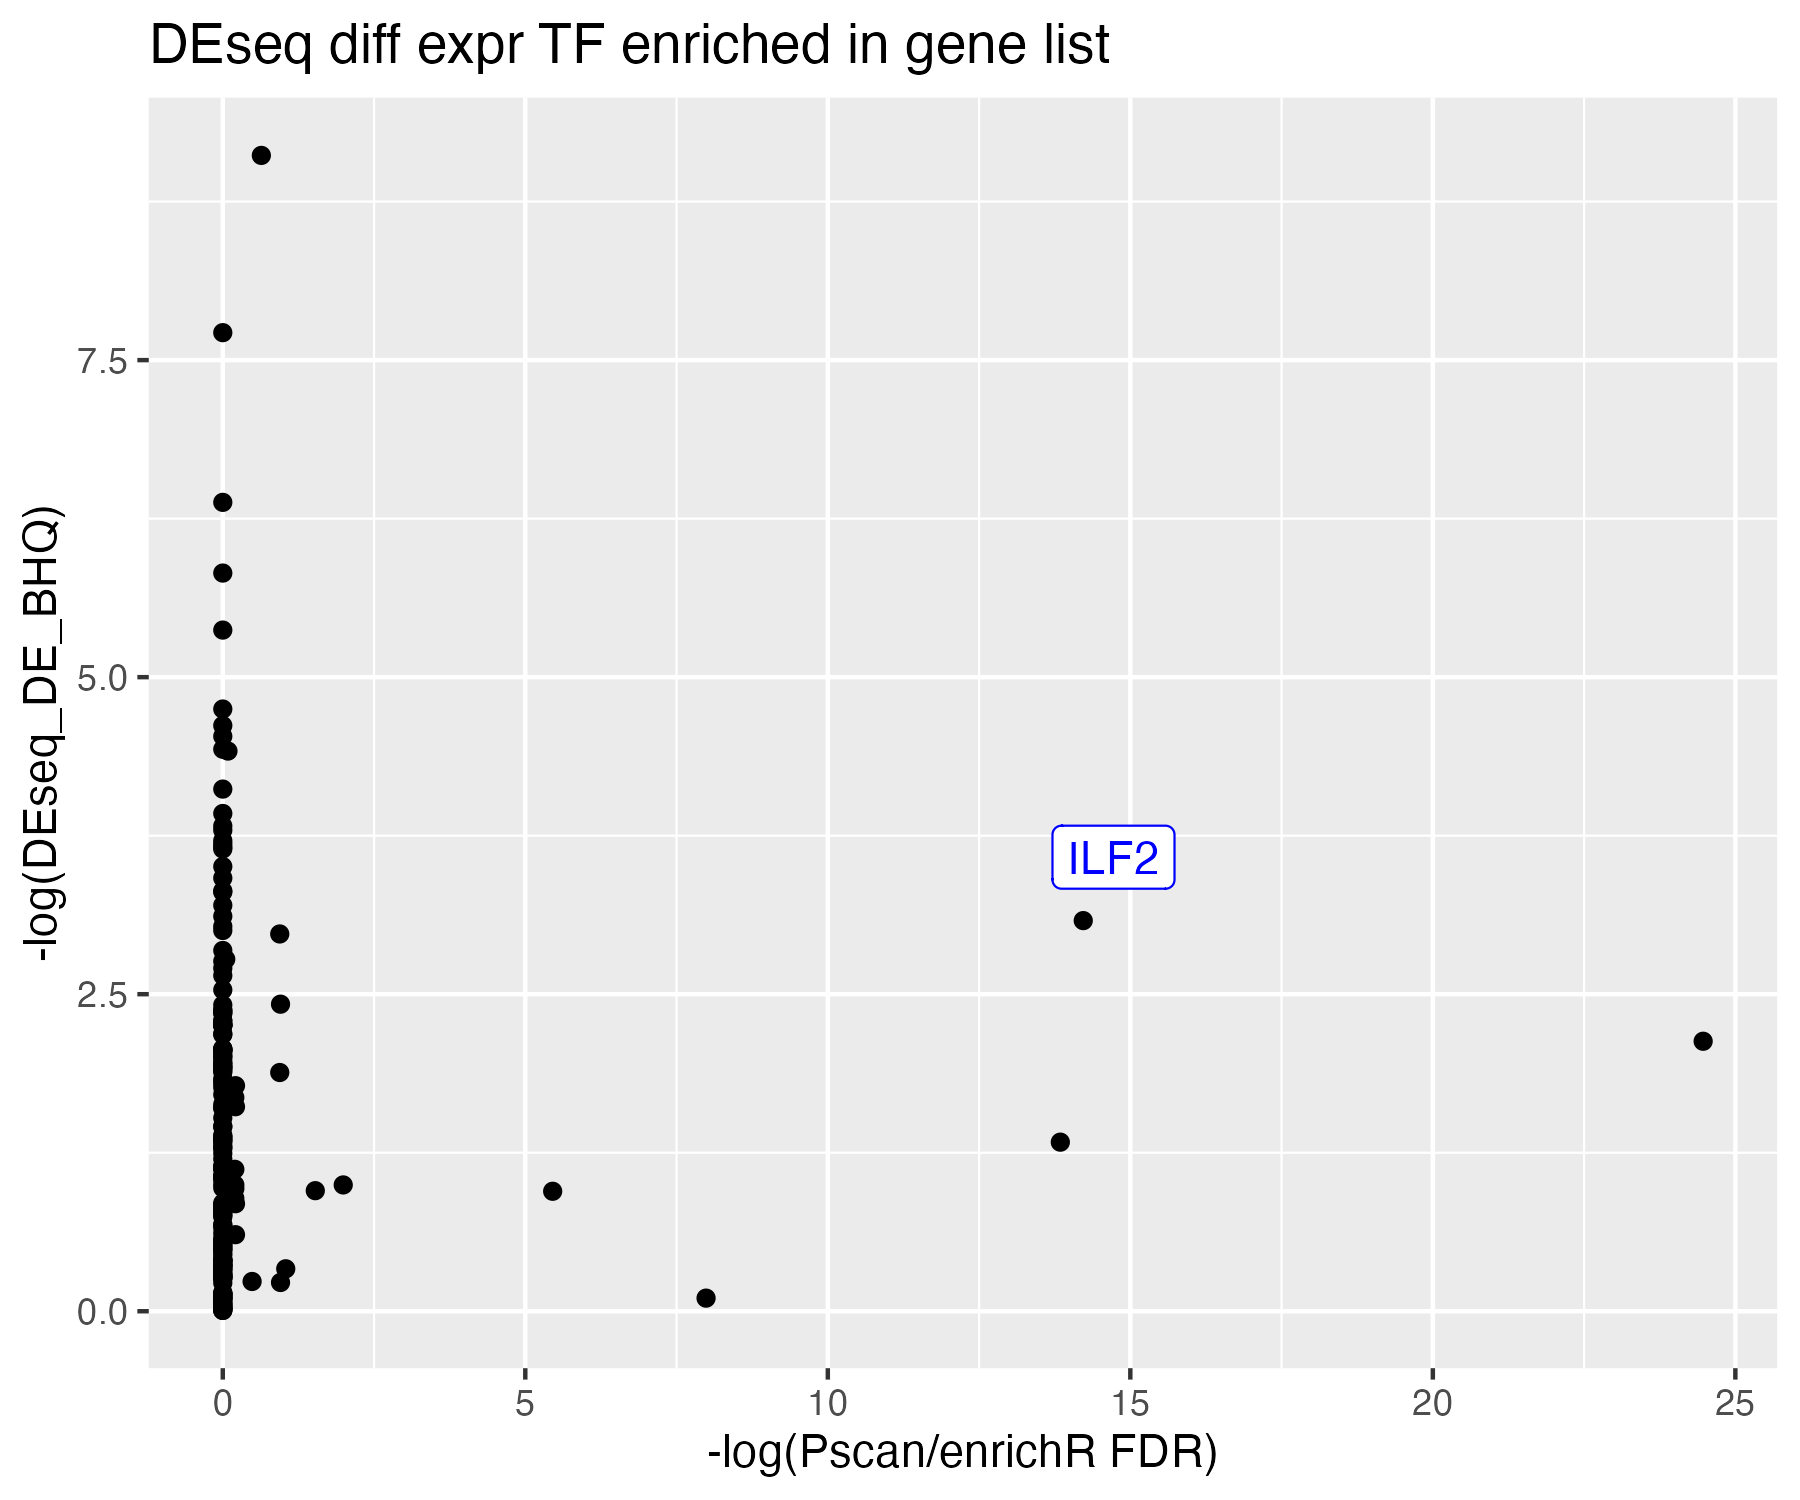 DEseq diff expr TF enriched in gene list
-log(DEseq_DE_BHQ)
7.5
5.0
2.5
0.0
ILF2
0 5 10 15 20 25
-log(Pscan/enrichR FDR)